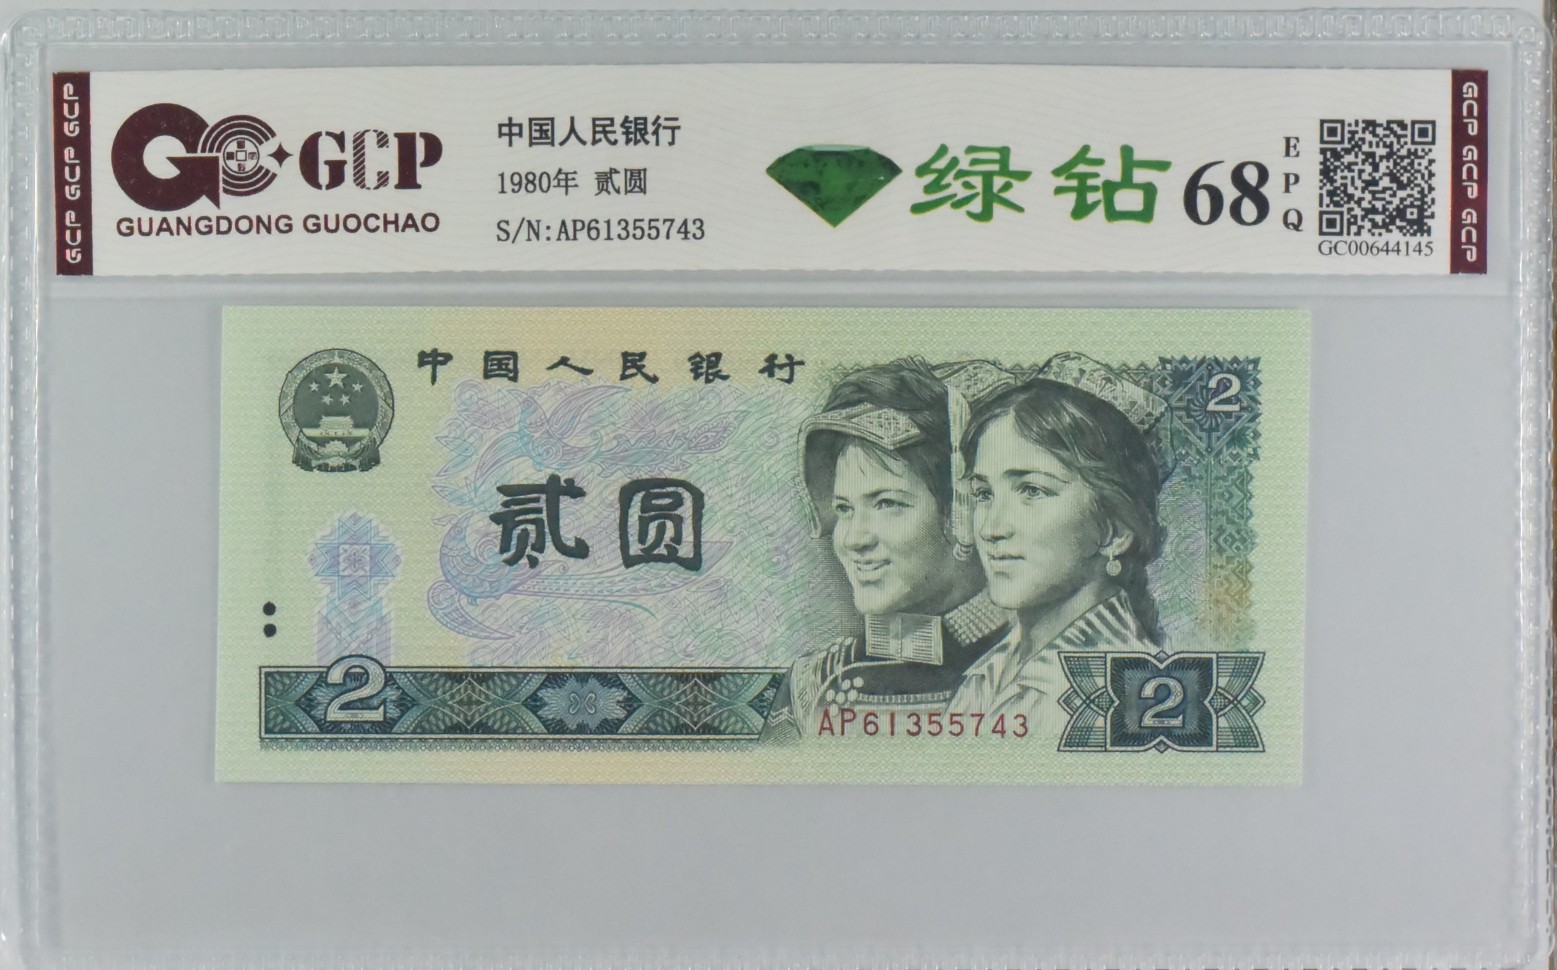 GCP GCP GCP
GCP
GUANGDONG GUOCHAO
中国人民银行
1980年 贰圆
S/N:AP61355743
绿钻 68 EPQ
GC00644145
GCP GCP GCP
中国人民银行
2
贰圆
2
AP61355743
2